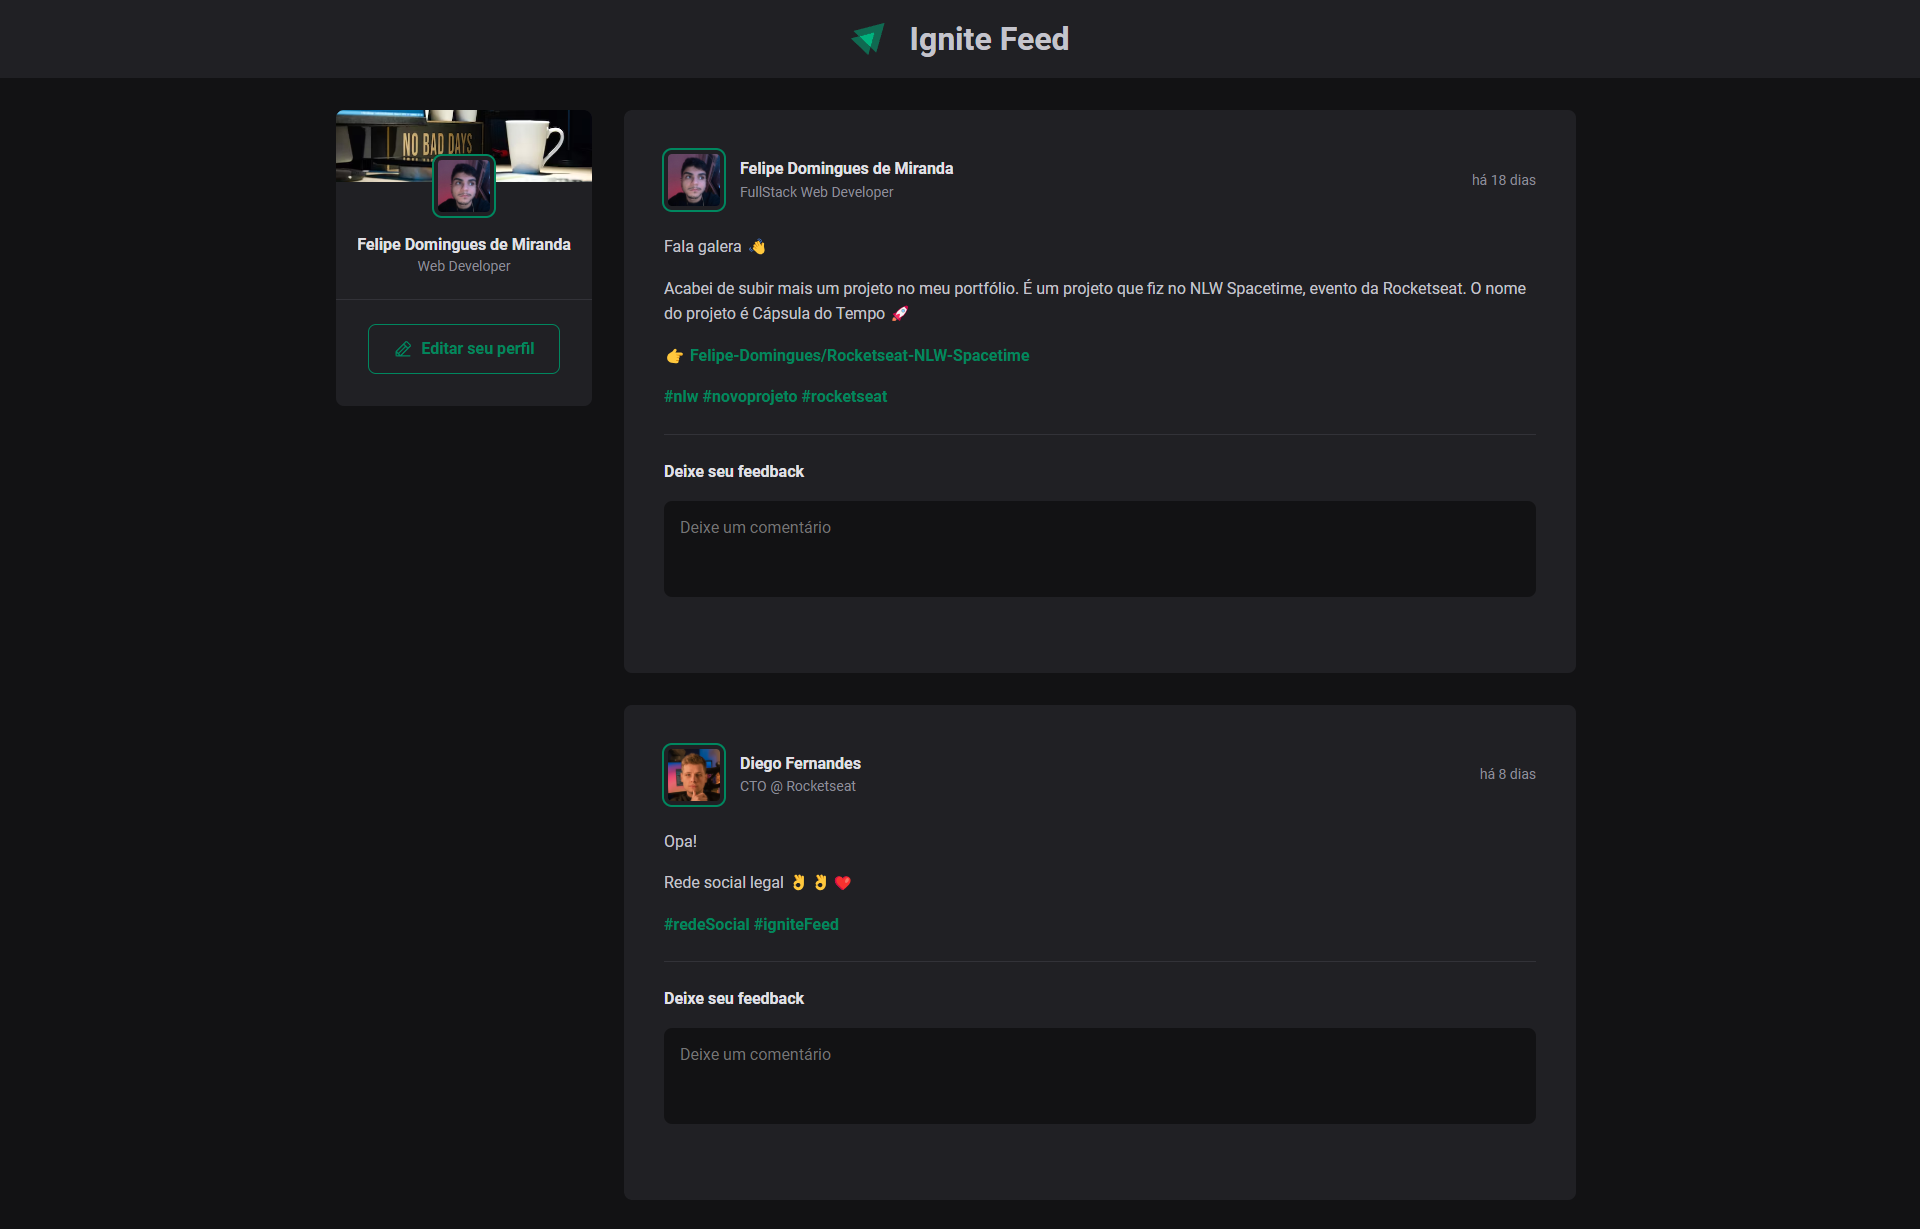 Ignite Feed
NO BAD DAYS
Felipe Domingues de Miranda
Web Developer
Editar seu perfil
Felipe Domingues de Miranda
FullStack Web Developer
há 18 dias
Fala galera 👋
Acabei de subir mais um projeto no meu portfólio. É um projeto que fiz no NLW Spacetime, evento da Rocketseat. O nome
do projeto é Cápsula do Tempo 🚀
👉 Felipe-Domingues/Rocketseat-NLW-Spacetime
#nlw #novoprojeto #rocketseat
Deixe seu feedback
Deixe um comentário
Diego Fernandes
CTO @ Rocketseat
há 8 dias
Opa!
Rede social legal 👌 👌 ❤️
#redeSocial #igniteFeed
Deixe seu feedback
Deixe um comentário